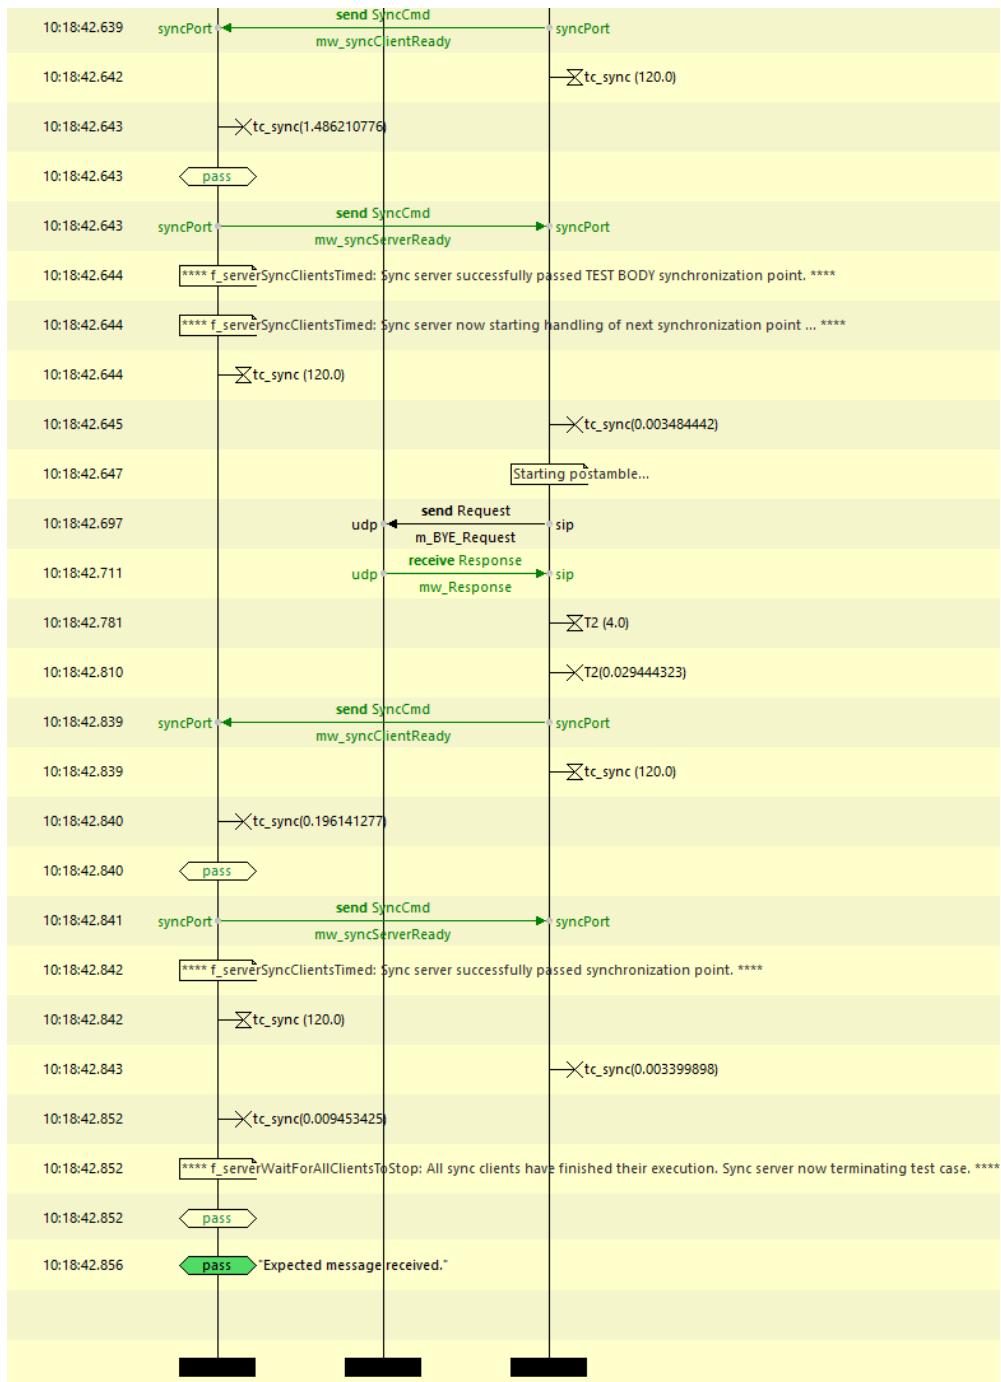 send SyncCmd
10:18:42.639 syncPort syncPort
mw_syncClientReady
10:18:42.642 tc_sync (120.0)
10:18:42.643 tc_sync(1.486210776)
10:18:42.643 pass
send SyncCmd
10:18:42.643 syncPort syncPort
mw_syncServerReady
10:18:42.644 **** f_serverSyncClientsTimed: Sync server successfully passed TEST BODY synchronization point. ****
10:18:42.644 **** f_serverSyncClientsTimed: Sync server now starting handling of next synchronization point ... ****
10:18:42.644 tc_sync (120.0)
10:18:42.645 tc_sync(0.003484442)
10:18:42.647 Starting postamble...
send Request
10:18:42.697 udp sip
m_BYE_Request
receive Response
10:18:42.711 udp sip
mw_Response
10:18:42.781 T2 (4.0)
10:18:42.810 T2(0.029444323)
send SyncCmd
10:18:42.839 syncPort syncPort
mw_syncClientReady
10:18:42.839 tc_sync (120.0)
10:18:42.840 tc_sync(0.196141277)
10:18:42.840 pass
send SyncCmd
10:18:42.841 syncPort syncPort
mw_syncServerReady
10:18:42.842 **** f_serverSyncClientsTimed: Sync server successfully passed synchronization point. ****
10:18:42.842 tc_sync (120.0)
10:18:42.843 tc_sync(0.003399898)
10:18:42.852 tc_sync(0.009453425)
10:18:42.852 **** f_serverWaitForAllClientsToStop: All sync clients have finished their execution. Sync server now terminating test case. ****
10:18:42.852 pass
10:18:42.856 pass "Expected message received."